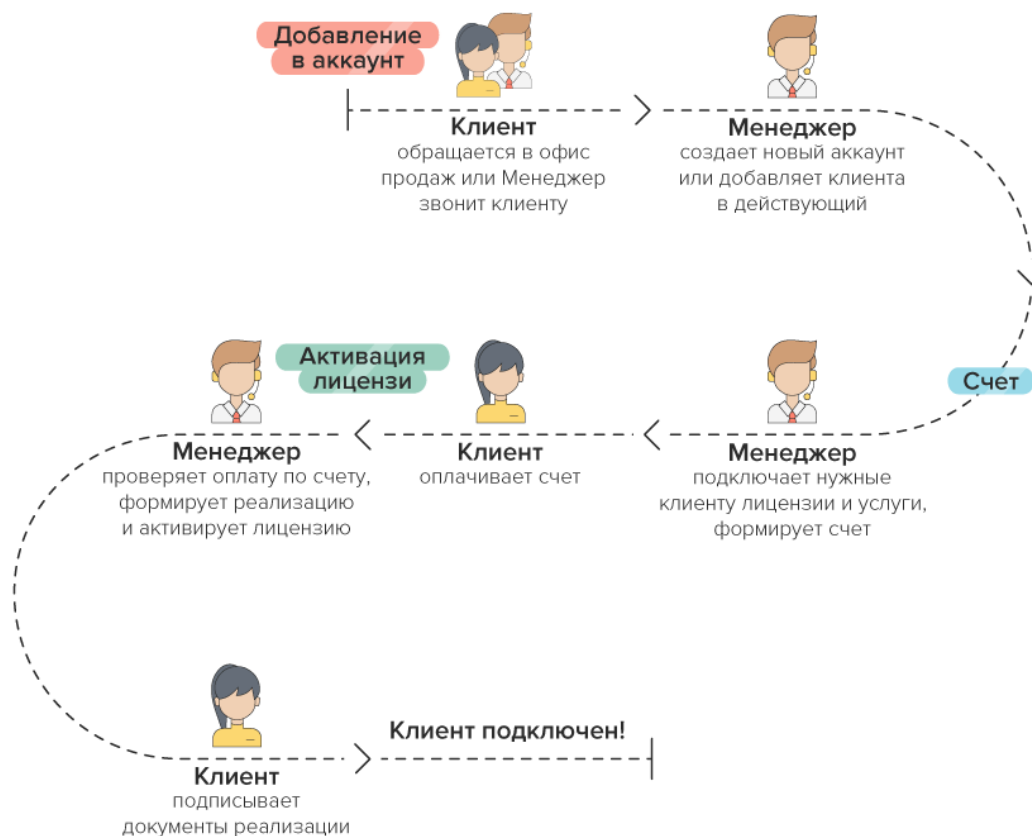 Добавление
в аккаунт
Клиент
обращается в офис
продаж или Менеджер
звонит клиенту
Менеджер
создает новый аккаунт
или добавляет клиента
в действующий
Счет
Менеджер
подключает нужные
клиенту лицензии и услуги,
формирует счет
Клиент
оплачивает счет
Активация
лицензи
Менеджер
проверяет оплату по счету,
формирует реализацию
и активирует лицензию
Клиент
подписывает
документы реализации
Клиент подключен!